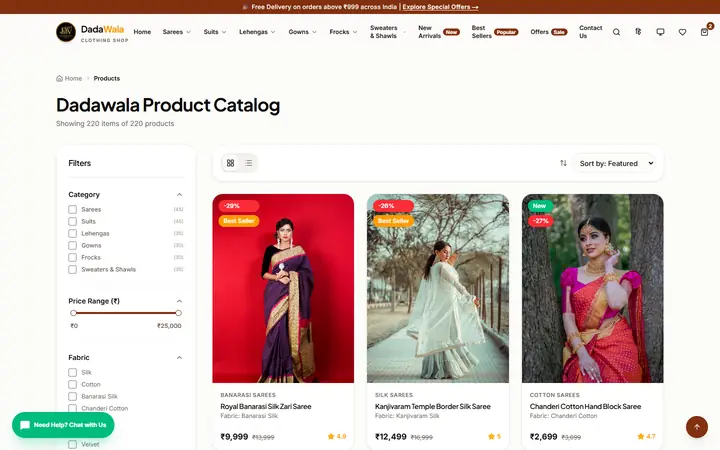 Free Delivery on orders above ₹999 across India | Explore Special Offers →
DadaWala
CLOTHING SHOP
Home
Sarees
Suits
Lehengas
Gowns
Frocks
Sweaters & Shawls
New Arrivals New
Best Sellers Popular
Offers Sale
Contact Us
2
Home > Products
Dadawala Product Catalog
Showing 220 items of 220 products
Filters
Category
Sarees (45)
Suits (45)
Lehengas (30)
Gowns (30)
Frocks (35)
Sweaters & Shawls (35)
Price Range (₹)
₹0 ₹25,000
Fabric
Silk
Cotton
Banarasi Silk
Chanderi Cotton
Velvet
Need Help? Chat with Us
Sort by: Featured
-29%
Best Seller
BANARASI SAREES
Royal Banarasi Silk Zari Saree
Fabric: Banarasi Silk
₹9,999 ₹13,999 4.9
-26%
Best Seller
SILK SAREES
Kanjivaram Temple Border Silk Saree
Fabric: Kanjivaram Silk
₹12,499 ₹16,999 5
New
-27%
COTTON SAREES
Chanderi Cotton Hand Block Saree
Fabric: Chanderi Cotton
₹2,699 ₹3,699 4.7